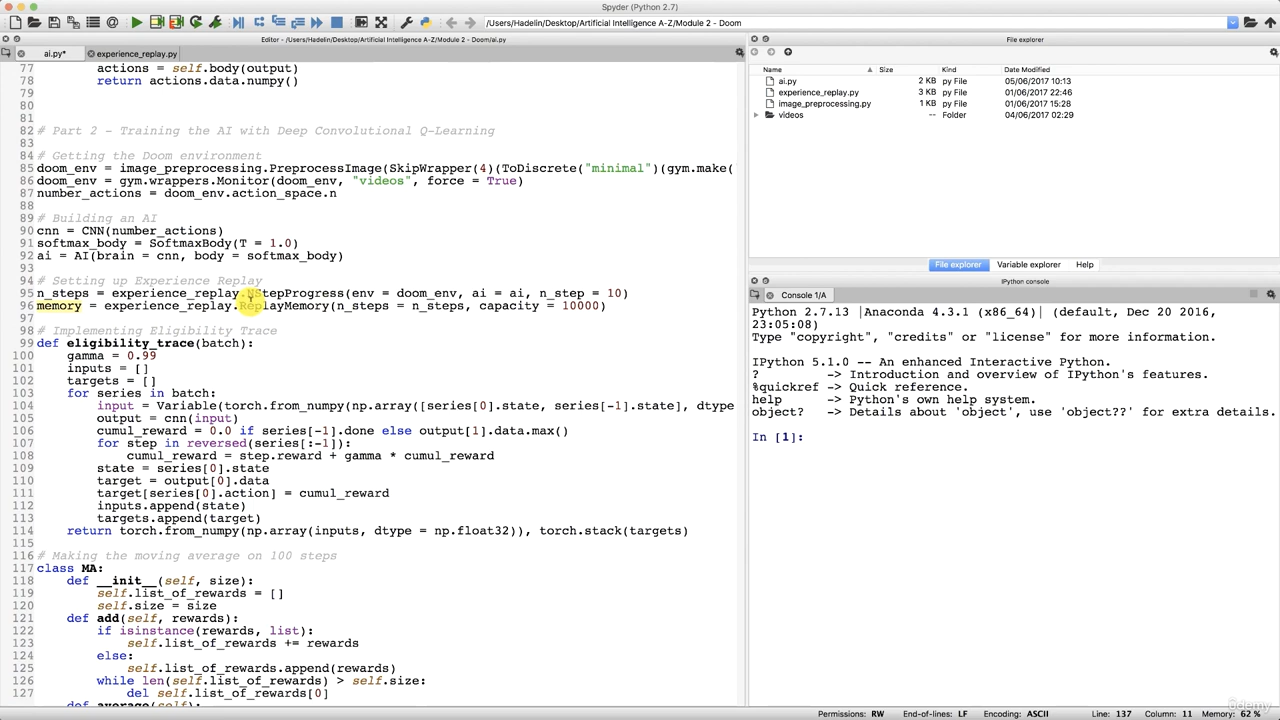 Spyder (Python 2.7)
/Users/Hadelin/Desktop/Artificial Intelligence A-Z/Module 2 - Doom
Editor - /Users/Hadelin/Desktop/Artificial Intelligence A-Z/Module 2 - Doom/ai.py
ai.py*
experience_replay.py
77 actions = self.body(output)
78 return actions.data.numpy()
79
80
81
82 # Part 2 - Training the AI with Deep Convolutional Q-Learning
83
84 # Getting the Doom environment
85 doom_env = image_preprocessing.PreprocessImage(SkipWrapper(4)(ToDiscrete("minimal")(gym.make(
86 doom_env = gym.wrappers.Monitor(doom_env, "videos", force = True)
87 number_actions = doom_env.action_space.n
88
89 # Building an AI
90 cnn = CNN(number_actions)
91 softmax_body = SoftmaxBody(T = 1.0)
92 ai = AI(brain = cnn, body = softmax_body)
93
94 # Setting up Experience Replay
95 n_steps = experience_replay.NStepProgress(env = doom_env, ai = ai, n_step = 10)
96 memory = experience_replay.ReplayMemory(n_steps = n_steps, capacity = 10000)
97
98 # Implementing Eligibility Trace
99 def eligibility_trace(batch):
100 gamma = 0.99
101 inputs = []
102 targets = []
103 for series in batch:
104 input = Variable(torch.from_numpy(np.array([series[0].state, series[-1].state], dtype
105 output = cnn(input)
106 cumul_reward = 0.0 if series[-1].done else output[1].data.max()
107 for step in reversed(series[:-1]):
108 cumul_reward = step.reward + gamma * cumul_reward
109 state = series[0].state
110 target = output[0].data
111 target[series[0].action] = cumul_reward
112 inputs.append(state)
113 targets.append(target)
114 return torch.from_numpy(np.array(inputs, dtype = np.float32)), torch.stack(targets)
115
116 # Making the moving average on 100 steps
117 class MA:
118 def __init__(self, size):
119 self.list_of_rewards = []
120 self.size = size
121 def add(self, rewards):
122 if isinstance(rewards, list):
123 self.list_of_rewards += rewards
124 else:
125 self.list_of_rewards.append(rewards)
126 while len(self.list_of_rewards) > self.size:
127 del self.list_of_rewards[0]
def average(self):
File explorer
Name Size Kind Date Modified
ai.py 2 KB py File 05/06/2017 10:13
experience_replay.py 3 KB py File 01/06/2017 22:46
image_preprocessing.py 1 KB py File 01/06/2017 15:28
videos -- Folder 04/06/2017 02:29
File explorer Variable explorer Help
IPython console
Console 1/A
Python 2.7.13 |Anaconda 4.3.1 (x86_64)| (default, Dec 20 2016,
23:05:08)
Type "copyright", "credits" or "license" for more information.
IPython 5.1.0 -- An enhanced Interactive Python.
? -> Introduction and overview of IPython's features.
%quickref -> Quick reference.
help -> Python's own help system.
object? -> Details about 'object', use 'object??' for extra details.
In [1]:
ûdemy
Permissions: RW End-of-lines: LF Encoding: ASCII Line: 137 Column: 11 Memory: 62 %